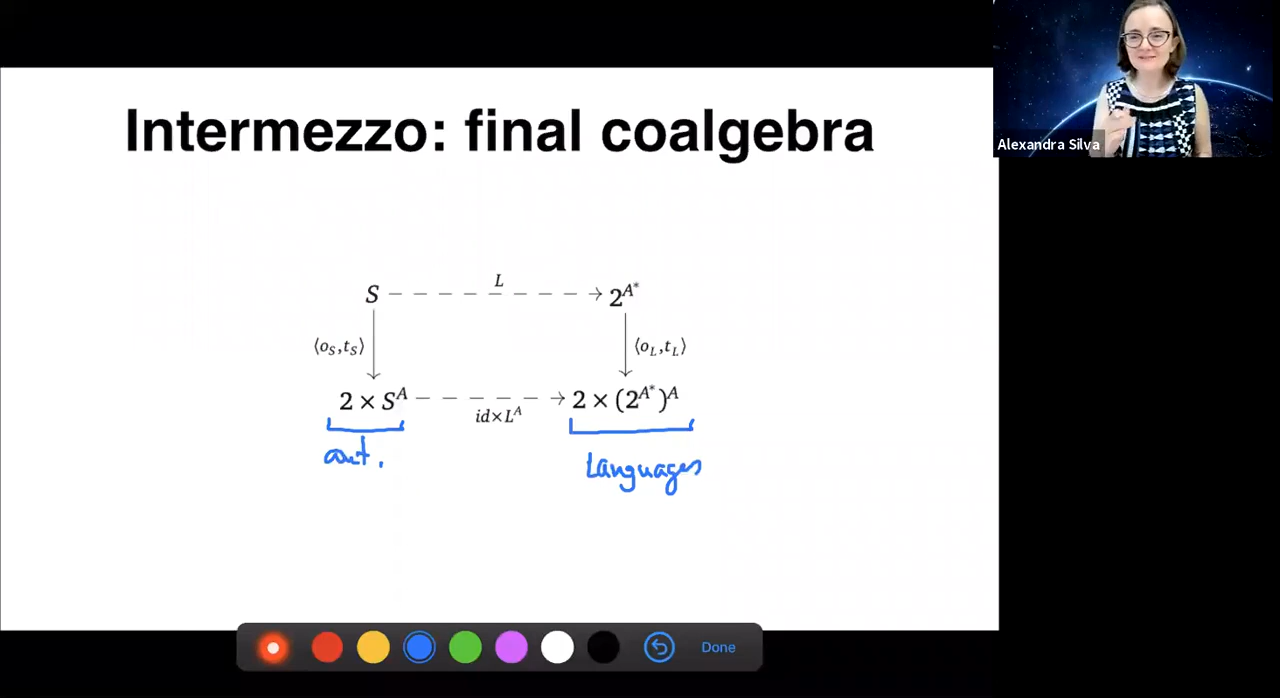 Intermezzo: final coalgebra
Alexandra Silva
L
S 2^{A^*}
⟨o_S,t_S⟩ ⟨o_L,t_L⟩
2 × S^A 2 × (2^{A^*})^A
id×L^A
aut.
Languages
Done